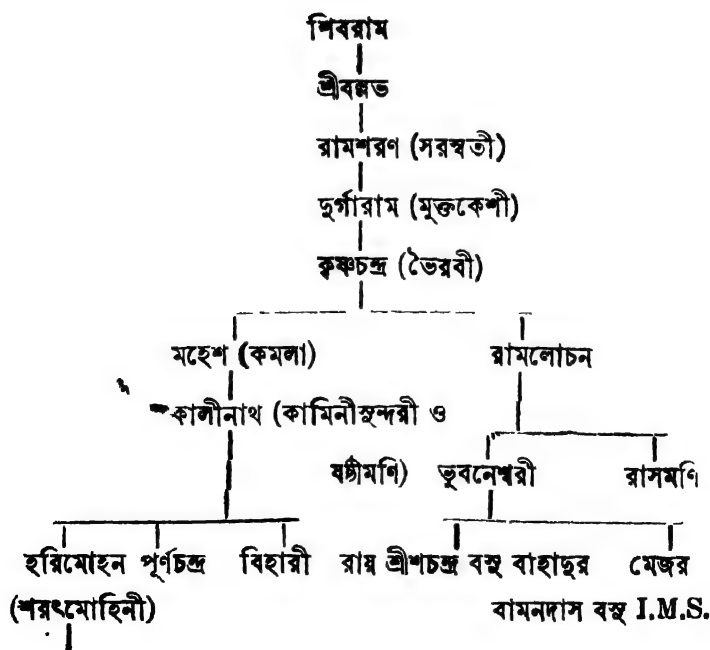 শিবরাম
শ্রীবল্লভ
রামশরণ (সরস্বতী)
দুর্গারাম (মুক্তকেশী)
কৃষ্ণচন্দ্র (ভৈরবী)
মহেশ (কমলা) রামলোচন
কালীনাথ (কামিনীসুন্দরী ও
ষষ্ঠীমণি) ভুবনেশ্বরী রাসমণি
হরিমোহন পূর্ণচন্দ্র বিহারী রায় শ্রীশচন্দ্র বসু বাহাদুর মেজর
(শরৎমোহিনী) বামনদাস বসু I.M.S.